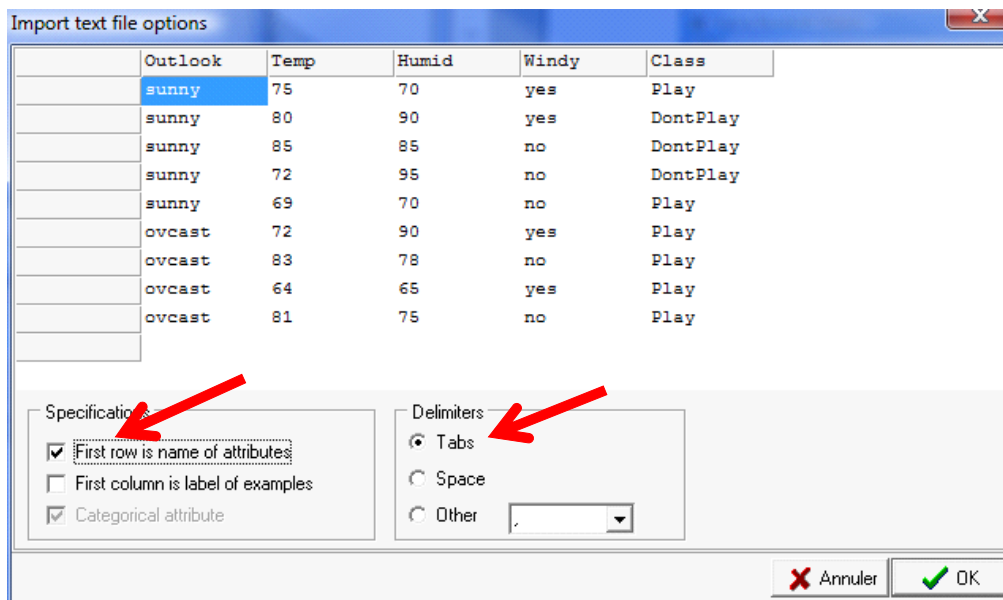 Import text file options
X
Outlook Temp Humid Windy Class
sunny 75 70 yes Play
sunny 80 90 yes DontPlay
sunny 85 85 no DontPlay
sunny 72 95 no DontPlay
sunny 69 70 no Play
ovcast 72 90 yes Play
ovcast 83 78 no Play
ovcast 64 65 yes Play
ovcast 81 75 no Play
Specifications
First row is name of attributes
First column is label of examples
Categorical attribute
Delimiters
Tabs
Space
Other ,
Annuler OK